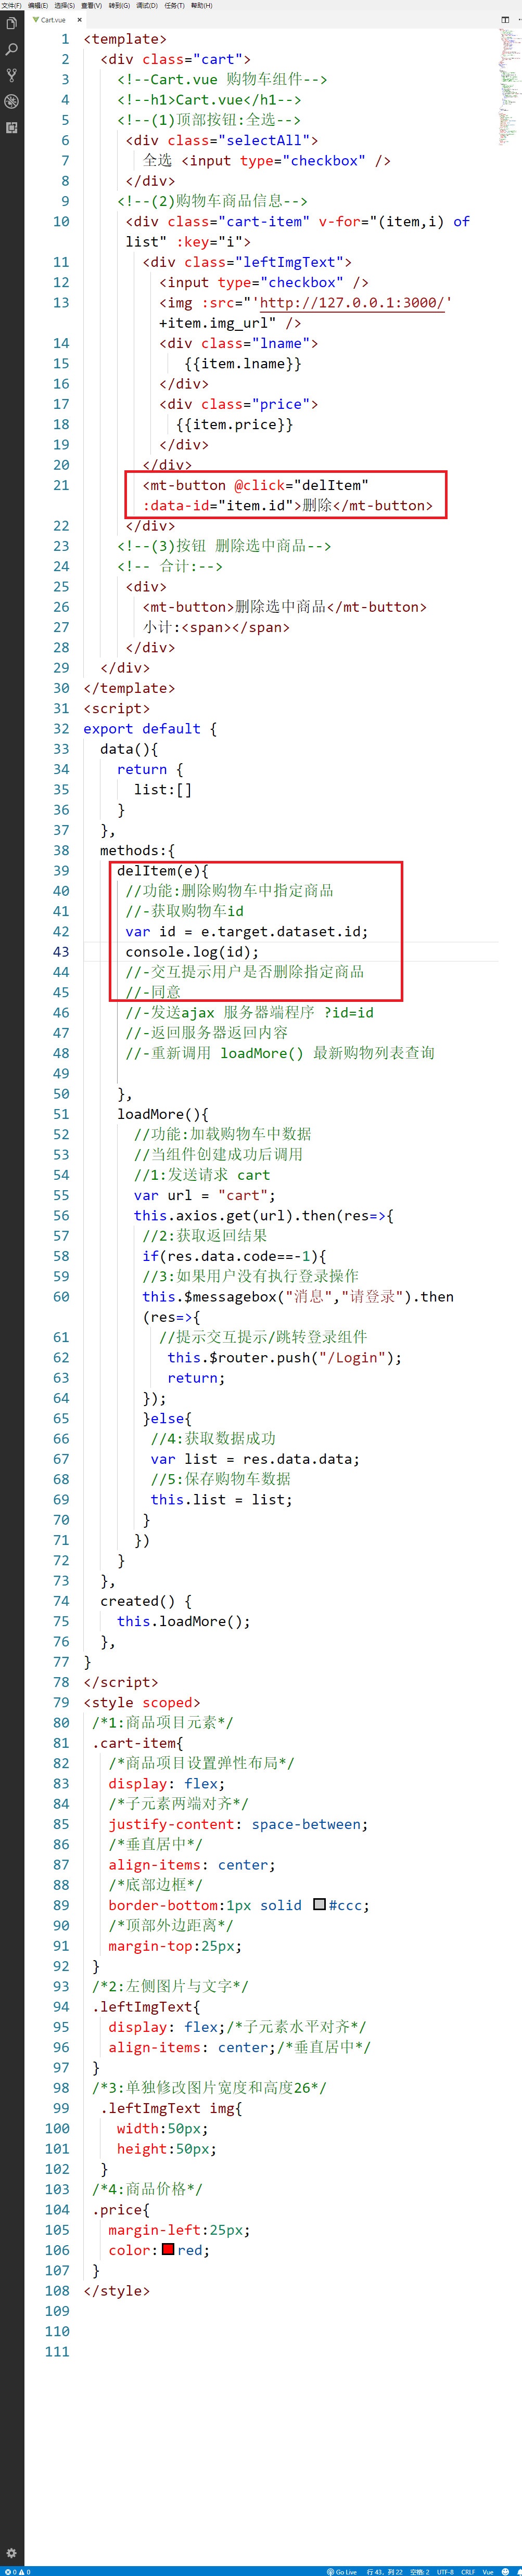 文件(F) 编辑(E) 选择(S) 查看(V) 转到(G) 调试(D) 任务(T) 帮助(H)
Cart.vue ×
1 <template>
2 <div class="cart">
3 <!--Cart.vue 购物车组件-->
4 <!--h1>Cart.vue</h1-->
5 <!--(1)顶部按钮:全选-->
6 <div class="selectAll">
7 全选 <input type="checkbox" />
8 </div>
9 <!--(2)购物车商品信息-->
10 <div class="cart-item" v-for="(item,i) of
list" :key="i">
11 <div class="leftImgText">
12 <input type="checkbox" />
13 <img :src="'http://127.0.0.1:3000/'
+item.img_url" />
14 <div class="lname">
15 {{item.lname}}
16 </div>
17 <div class="price">
18 {{item.price}}
19 </div>
20 </div>
21 <mt-button @click="delItem"
:data-id="item.id">删除</mt-button>
22 </div>
23 <!--(3)按钮 删除选中商品-->
24 <!-- 合计:-->
25 <div>
26 <mt-button>删除选中商品</mt-button>
27 小计:<span></span>
28 </div>
29 </div>
30 </template>
31 <script>
32 export default {
33 data(){
34 return {
35 list:[]
36 }
37 },
38 methods:{
39 delItem(e){
40 //功能:删除购物车中指定商品
41 //-获取购物车id
42 var id = e.target.dataset.id;
43 console.log(id);
44 //-交互提示用户是否删除指定商品
45 //-同意
46 //-发送ajax 服务器端程序 ?id=id
47 //-返回服务器返回内容
48 //-重新调用 loadMore() 最新购物列表查询
49
50 },
51 loadMore(){
52 //功能:加载购物车中数据
53 //当组件创建成功后调用
54 //1:发送请求 cart
55 var url = "cart";
56 this.axios.get(url).then(res=>{
57 //2:获取返回结果
58 if(res.data.code==-1){
59 //3:如果用户没有执行登录操作
60 this.$messagebox("消息","请登录").then
(res=>{
61 //提示交互提示/跳转登录组件
62 this.$router.push("/Login");
63 return;
64 });
65 }else{
66 //4:获取数据成功
67 var list = res.data.data;
68 //5:保存购物车数据
69 this.list = list;
70 }
71 })
72 }
73 },
74 created() {
75 this.loadMore();
76 },
77 }
78 </script>
79 <style scoped>
80 /*1:商品项目元素*/
81 .cart-item{
82 /*商品项目设置弹性布局*/
83 display: flex;
84 /*子元素两端对齐*/
85 justify-content: space-between;
86 /*垂直居中*/
87 align-items: center;
88 /*底部边框*/
89 border-bottom:1px solid #ccc;
90 /*顶部外边距离*/
91 margin-top:25px;
92 }
93 /*2:左侧图片与文字*/
94 .leftImgText{
95 display: flex;/*子元素水平对齐*/
96 align-items: center;/*垂直居中*/
97 }
98 /*3:单独修改图片宽度和高度26*/
99 .leftImgText img{
100 width:50px;
101 height:50px;
102 }
103 /*4:商品价格*/
104 .price{
105 margin-left:25px;
106 color:red;
107 }
108 </style>
109
110
111
0 0 Go Live 行 43，列 22 空格: 2 UTF-8 CRLF Vue